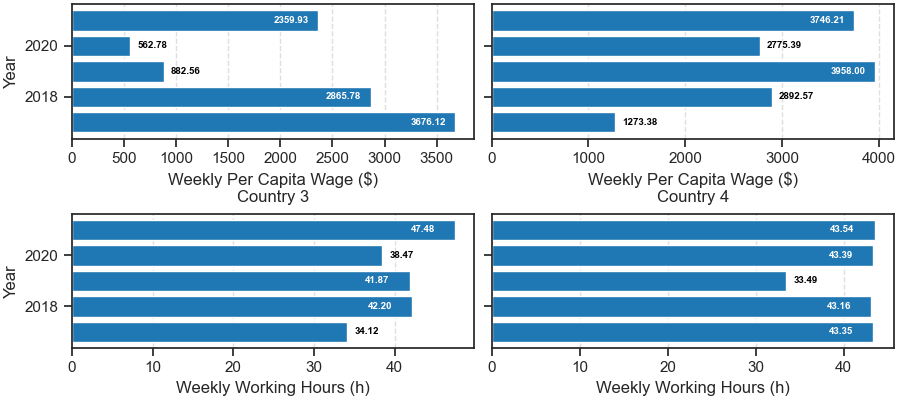 2359.93
3746.21
2020
562.78
2775.39
Year
882.56
3958.00
2018
2865.78
2892.57
3676.12
1273.38
0 500 1000 1500 2000 2500 3000 3500
0 1000 2000 3000 4000
Weekly Per Capita Wage ($)
Weekly Per Capita Wage ($)
Country 3
Country 4
47.48
43.54
2020
38.47
43.39
Year
41.87
33.49
2018
42.20
43.16
34.12
43.35
0 10 20 30 40
0 10 20 30 40
Weekly Working Hours (h)
Weekly Working Hours (h)